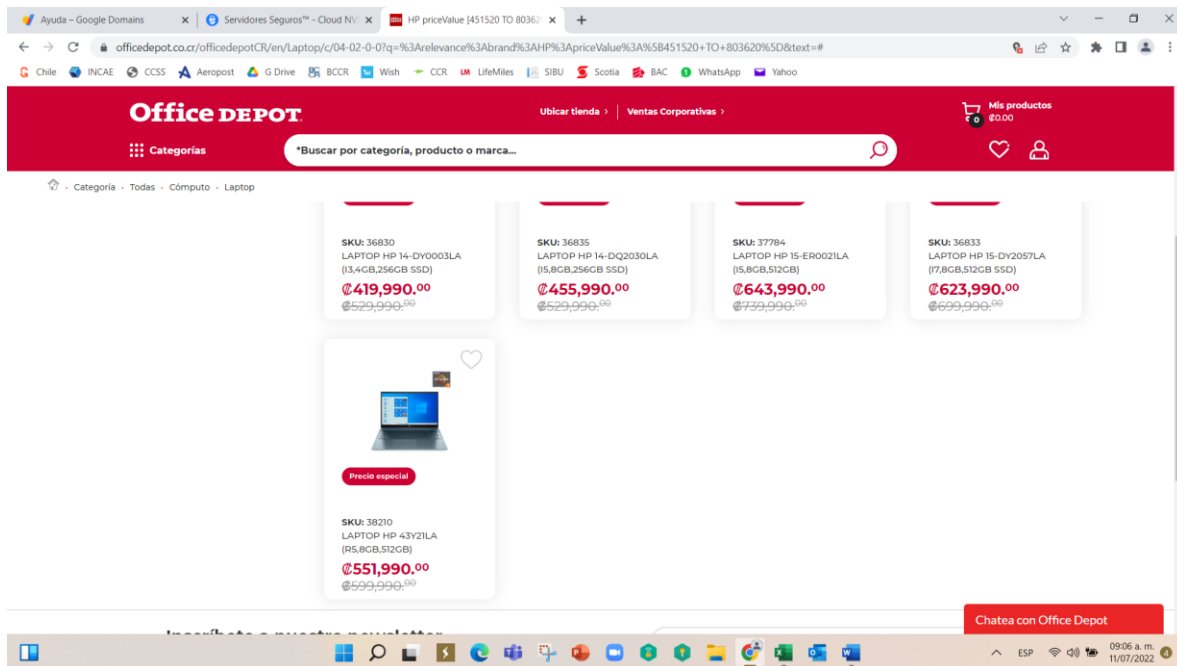 Ayuda – Google Domains
Servidores Seguros™ - Cloud NV
HP priceValue [451520 TO 80362
officedepot.co.cr/officedepotCR/en/Laptop/c/04-02-0-0?q=%3Arelevance%3Abrand%3AHP%3ApriceValue%3A%5B451520+TO+803620%5D&text=#
Chile INCAE CCSS Aeropost G Drive BCCR Wish CCR LifeMiles SIBU Scotia BAC WhatsApp Yahoo
Office DEPOT
Ubicar tienda > Ventas Corporativas >
Mis productos
0 ₡0.00
Categorías
*Buscar por categoría, producto o marca...
- Categoría - Todas - Cómputo - Laptop
SKU: 36830
LAPTOP HP 14-DY0003LA
(I3,4GB,256GB SSD)
₡419,990.00
₡529,990.00
SKU: 36835
LAPTOP HP 14-DQ2030LA
(I5,8GB,256GB SSD)
₡455,990.00
₡529,990.00
SKU: 37784
LAPTOP HP 15-ER0021LA
(I5,8GB,512GB)
₡643,990.00
₡739,990.00
SKU: 36833
LAPTOP HP 15-DY2057LA
(I7,8GB,512GB SSD)
₡623,990.00
₡699,990.00
Precio especial
SKU: 38210
LAPTOP HP 43Y21LA
(R5,8GB,512GB)
₡551,990.00
₡599,990.00
Inscríbete a nuestro newsletter
Chatea con Office Depot
ESP
09:06 a. m.
11/07/2022
4